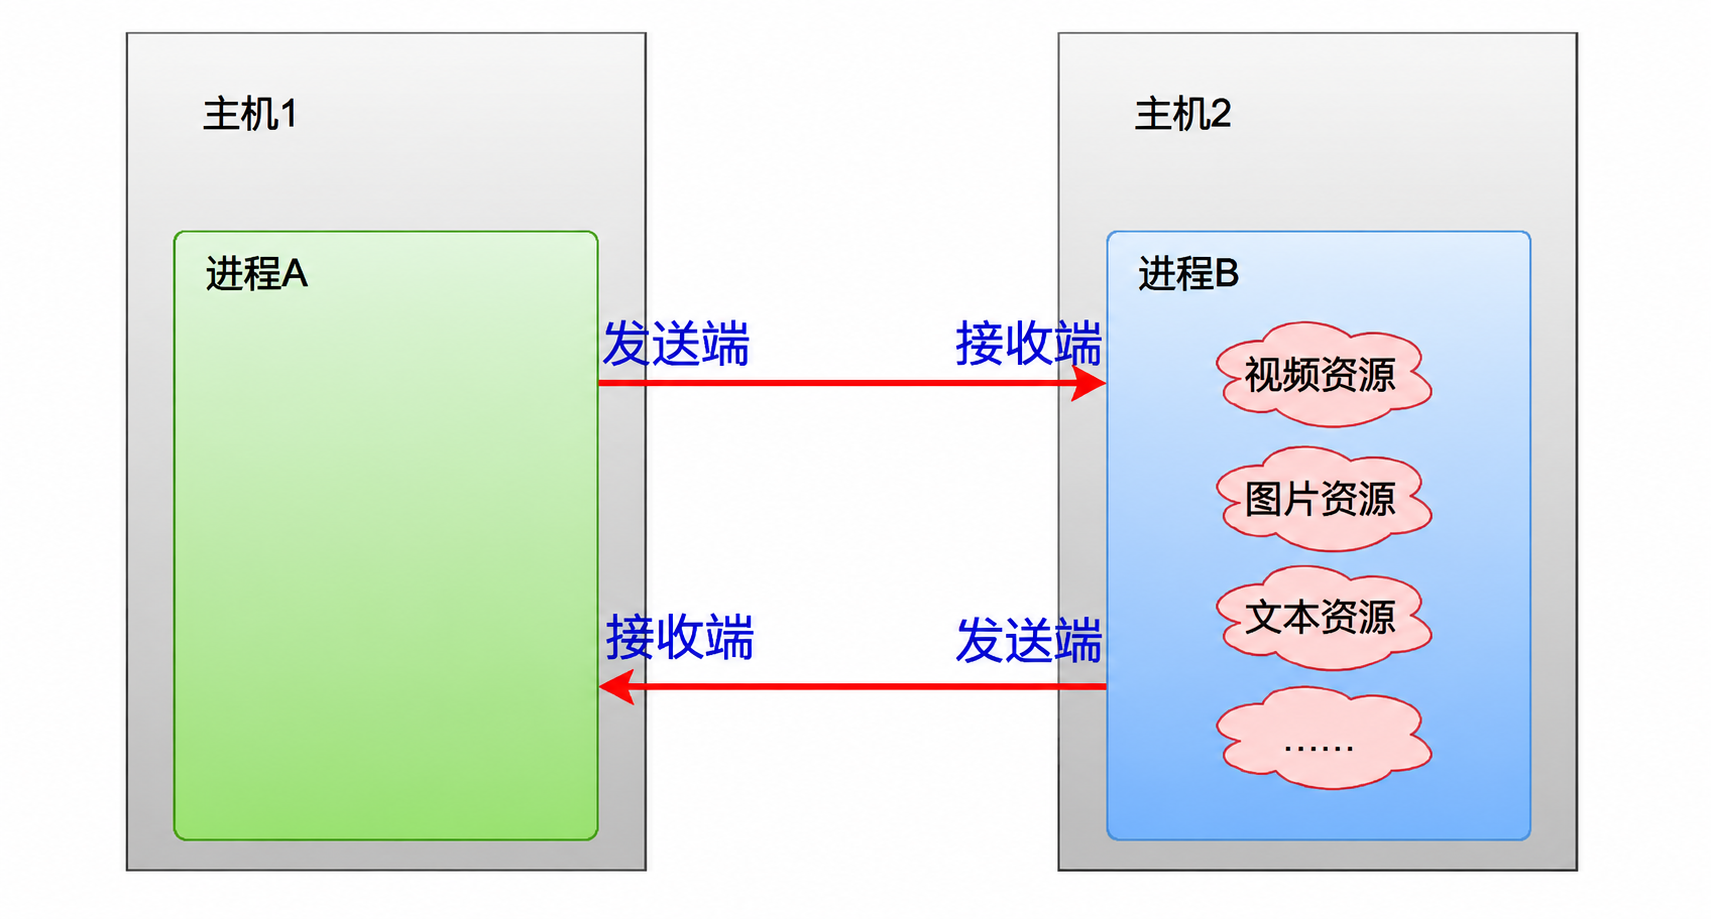 主机1
主机2
进程A
进程B
发送端
接收端
视频资源
图片资源
文本资源
接收端
发送端
......